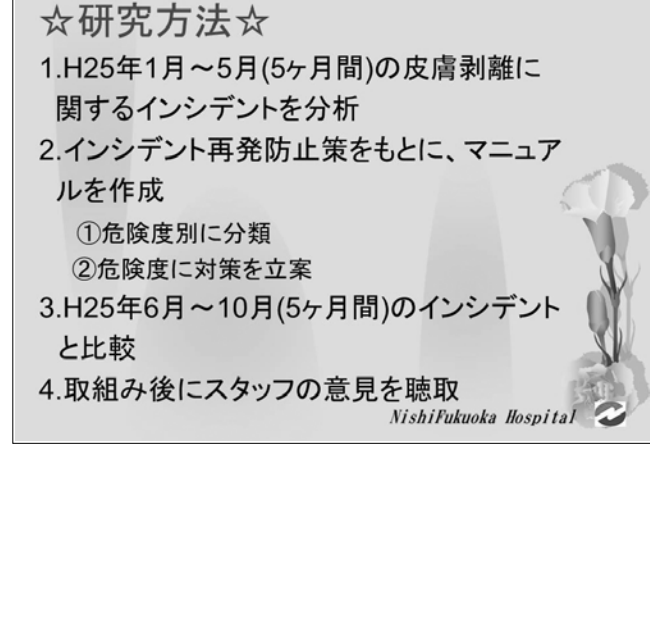 ☆研究方法☆
1.H25年1月～5月(5ヶ月間)の皮膚剥離に
関するインシデントを分析
2.インシデント再発防止策をもとに、マニュア
ルを作成
①危険度別に分類
②危険度に対策を立案
3.H25年6月～10月(5ヶ月間)のインシデント
と比較
4.取組み後にスタッフの意見を聴取
NishiFukuoka Hospital